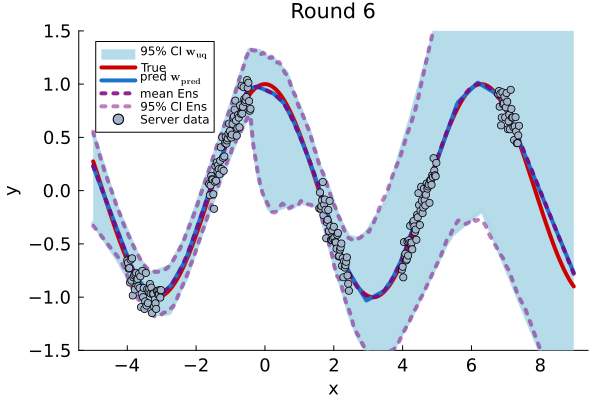 Round 6
95% CI w_uq
True
pred w_pred
mean Ens
95% CI Ens
Server data
y
1.5
1.0
0.5
0.0
−0.5
−1.0
−1.5
−4 −2 0 2 4 6 8
x